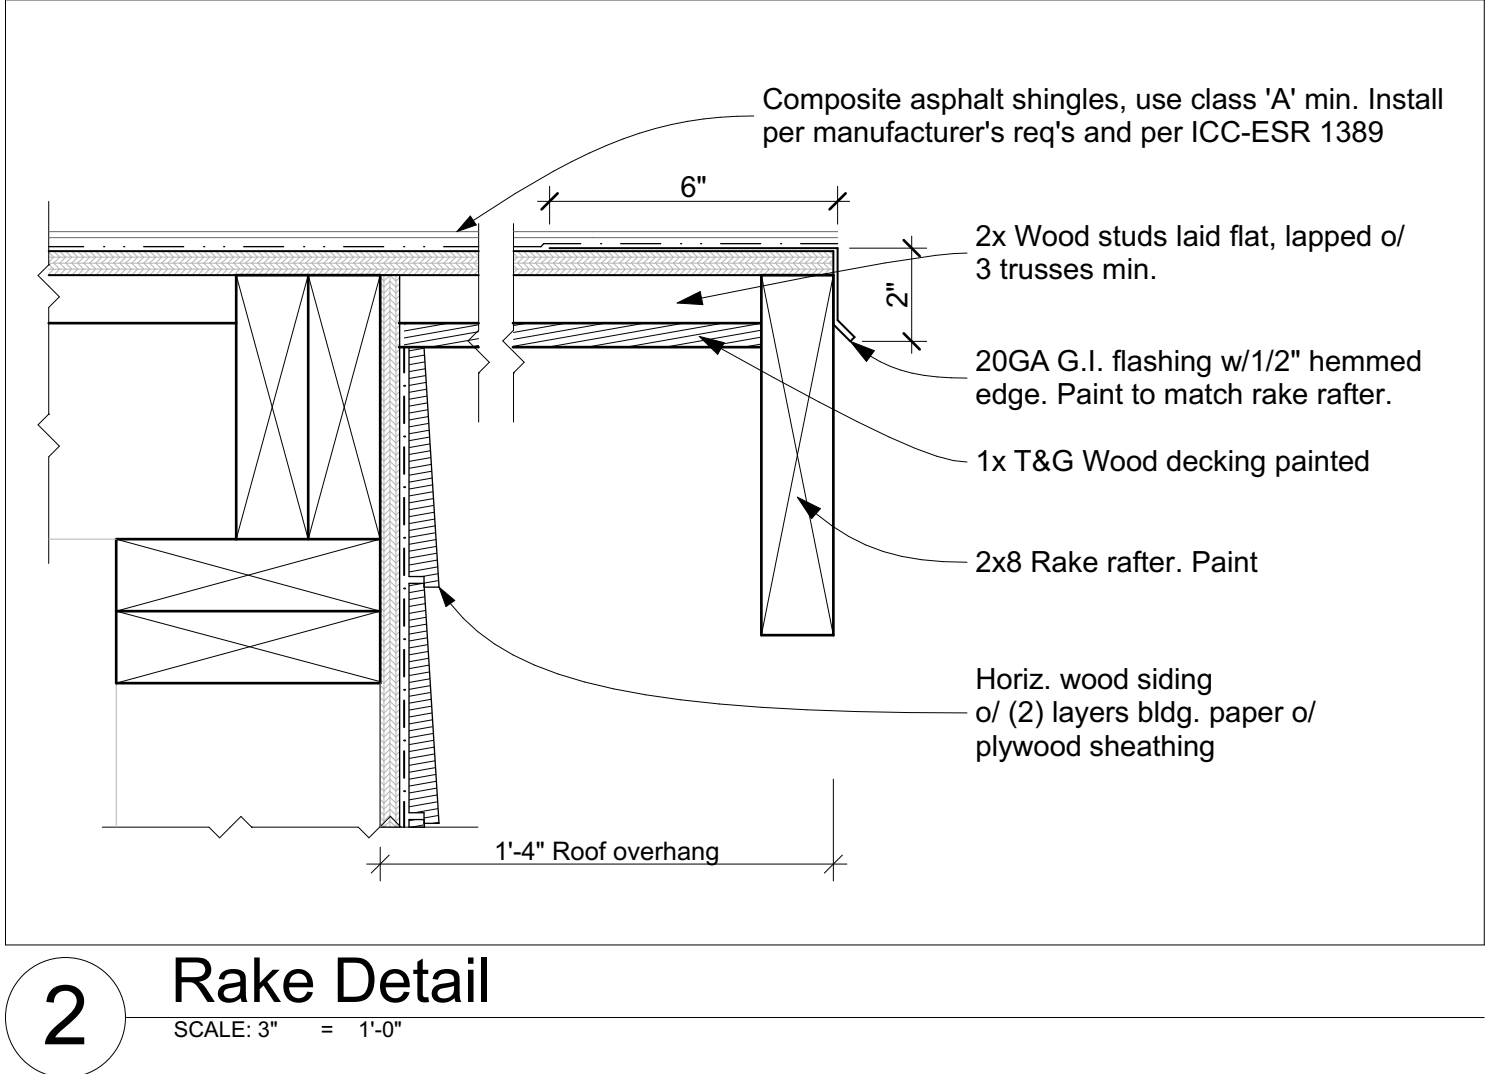 Composite asphalt shingles, use class 'A' min. Install
per manufacturer's req's and per ICC-ESR 1389
6"
2x Wood studs laid flat, lapped o/
3 trusses min.
2"
20GA G.I. flashing w/1/2" hemmed
edge. Paint to match rake rafter.
1x T&G Wood decking painted
2x8 Rake rafter. Paint
Horiz. wood siding
o/ (2) layers bldg. paper o/
plywood sheathing
1'-4" Roof overhang
2
Rake Detail
SCALE: 3" = 1'-0"